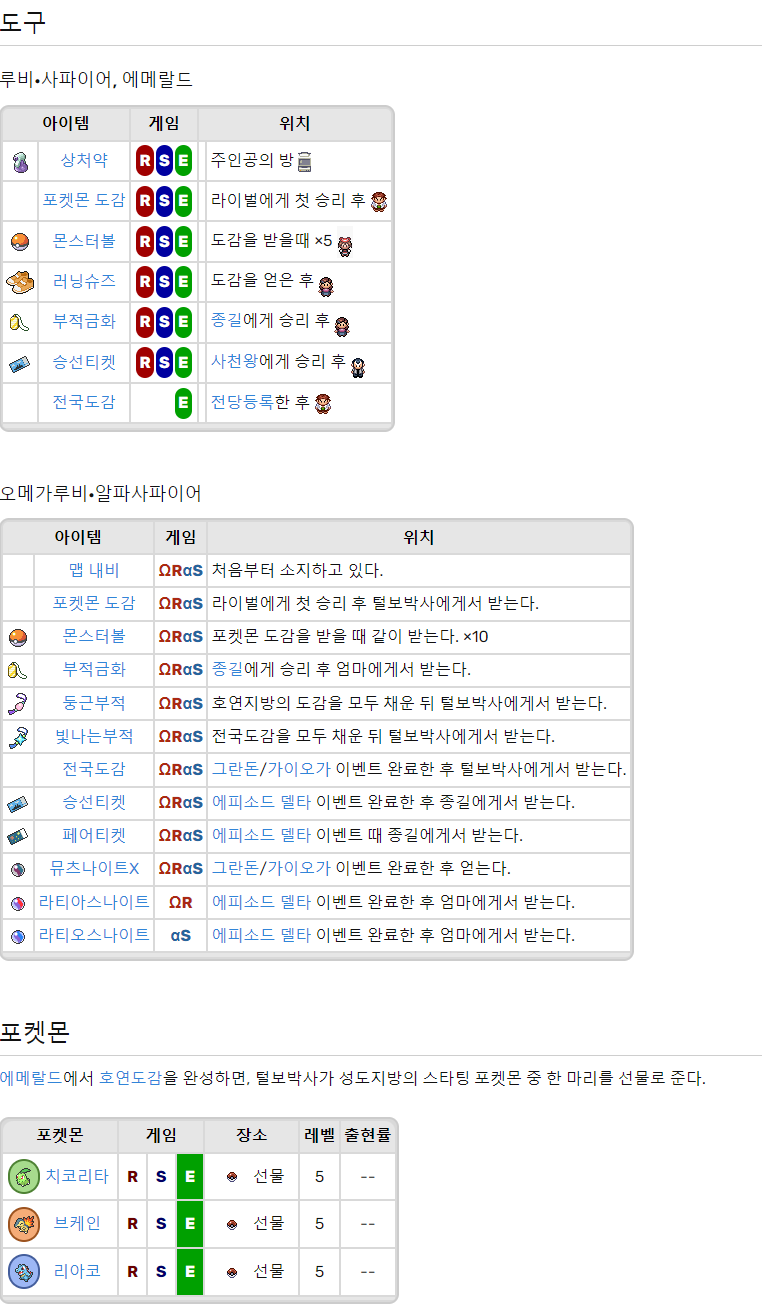 도구
루비•사파이어, 에메랄드
아이템 게임 위치
상처약 R S E 주인공의 방
포켓몬 도감 R S E 라이벌에게 첫 승리 후
몬스터볼 R S E 도감을 받을때 ×5
러닝슈즈 R S E 도감을 얻은 후
부적금화 R S E 종길에게 승리 후
승선티켓 R S E 사천왕에게 승리 후
전국도감 E 전당등록한 후
오메가루비•알파사파이어
아이템 게임 위치
맵 내비 ΩRαS 처음부터 소지하고 있다.
포켓몬 도감 ΩRαS 라이벌에게 첫 승리 후 털보박사에게서 받는다.
몬스터볼 ΩRαS 포켓몬 도감을 받을 때 같이 받는다. ×10
부적금화 ΩRαS 종길에게 승리 후 엄마에게서 받는다.
둥근부적 ΩRαS 호연지방의 도감을 모두 채운 뒤 털보박사에게서 받는다.
빛나는부적 ΩRαS 전국도감을 모두 채운 뒤 털보박사에게서 받는다.
전국도감 ΩRαS 그란돈/가이오가 이벤트 완료한 후 털보박사에게서 받는다.
승선티켓 ΩRαS 에피소드 델타 이벤트 완료한 후 종길에게서 받는다.
페어티켓 ΩRαS 에피소드 델타 이벤트 때 종길에게서 받는다.
뮤츠나이트X ΩRαS 그란돈/가이오가 이벤트 완료한 후 얻는다.
라티아스나이트 ΩR 에피소드 델타 이벤트 완료한 후 엄마에게서 받는다.
라티오스나이트 αS 에피소드 델타 이벤트 완료한 후 엄마에게서 받는다.
포켓몬
에메랄드에서 호연도감을 완성하면, 털보박사가 성도지방의 스타팅 포켓몬 중 한 마리를 선물로 준다.
포켓몬 게임 장소 레벨 출현률
치코리타 R S E 선물 5 --
브케인 R S E 선물 5 --
리아코 R S E 선물 5 --